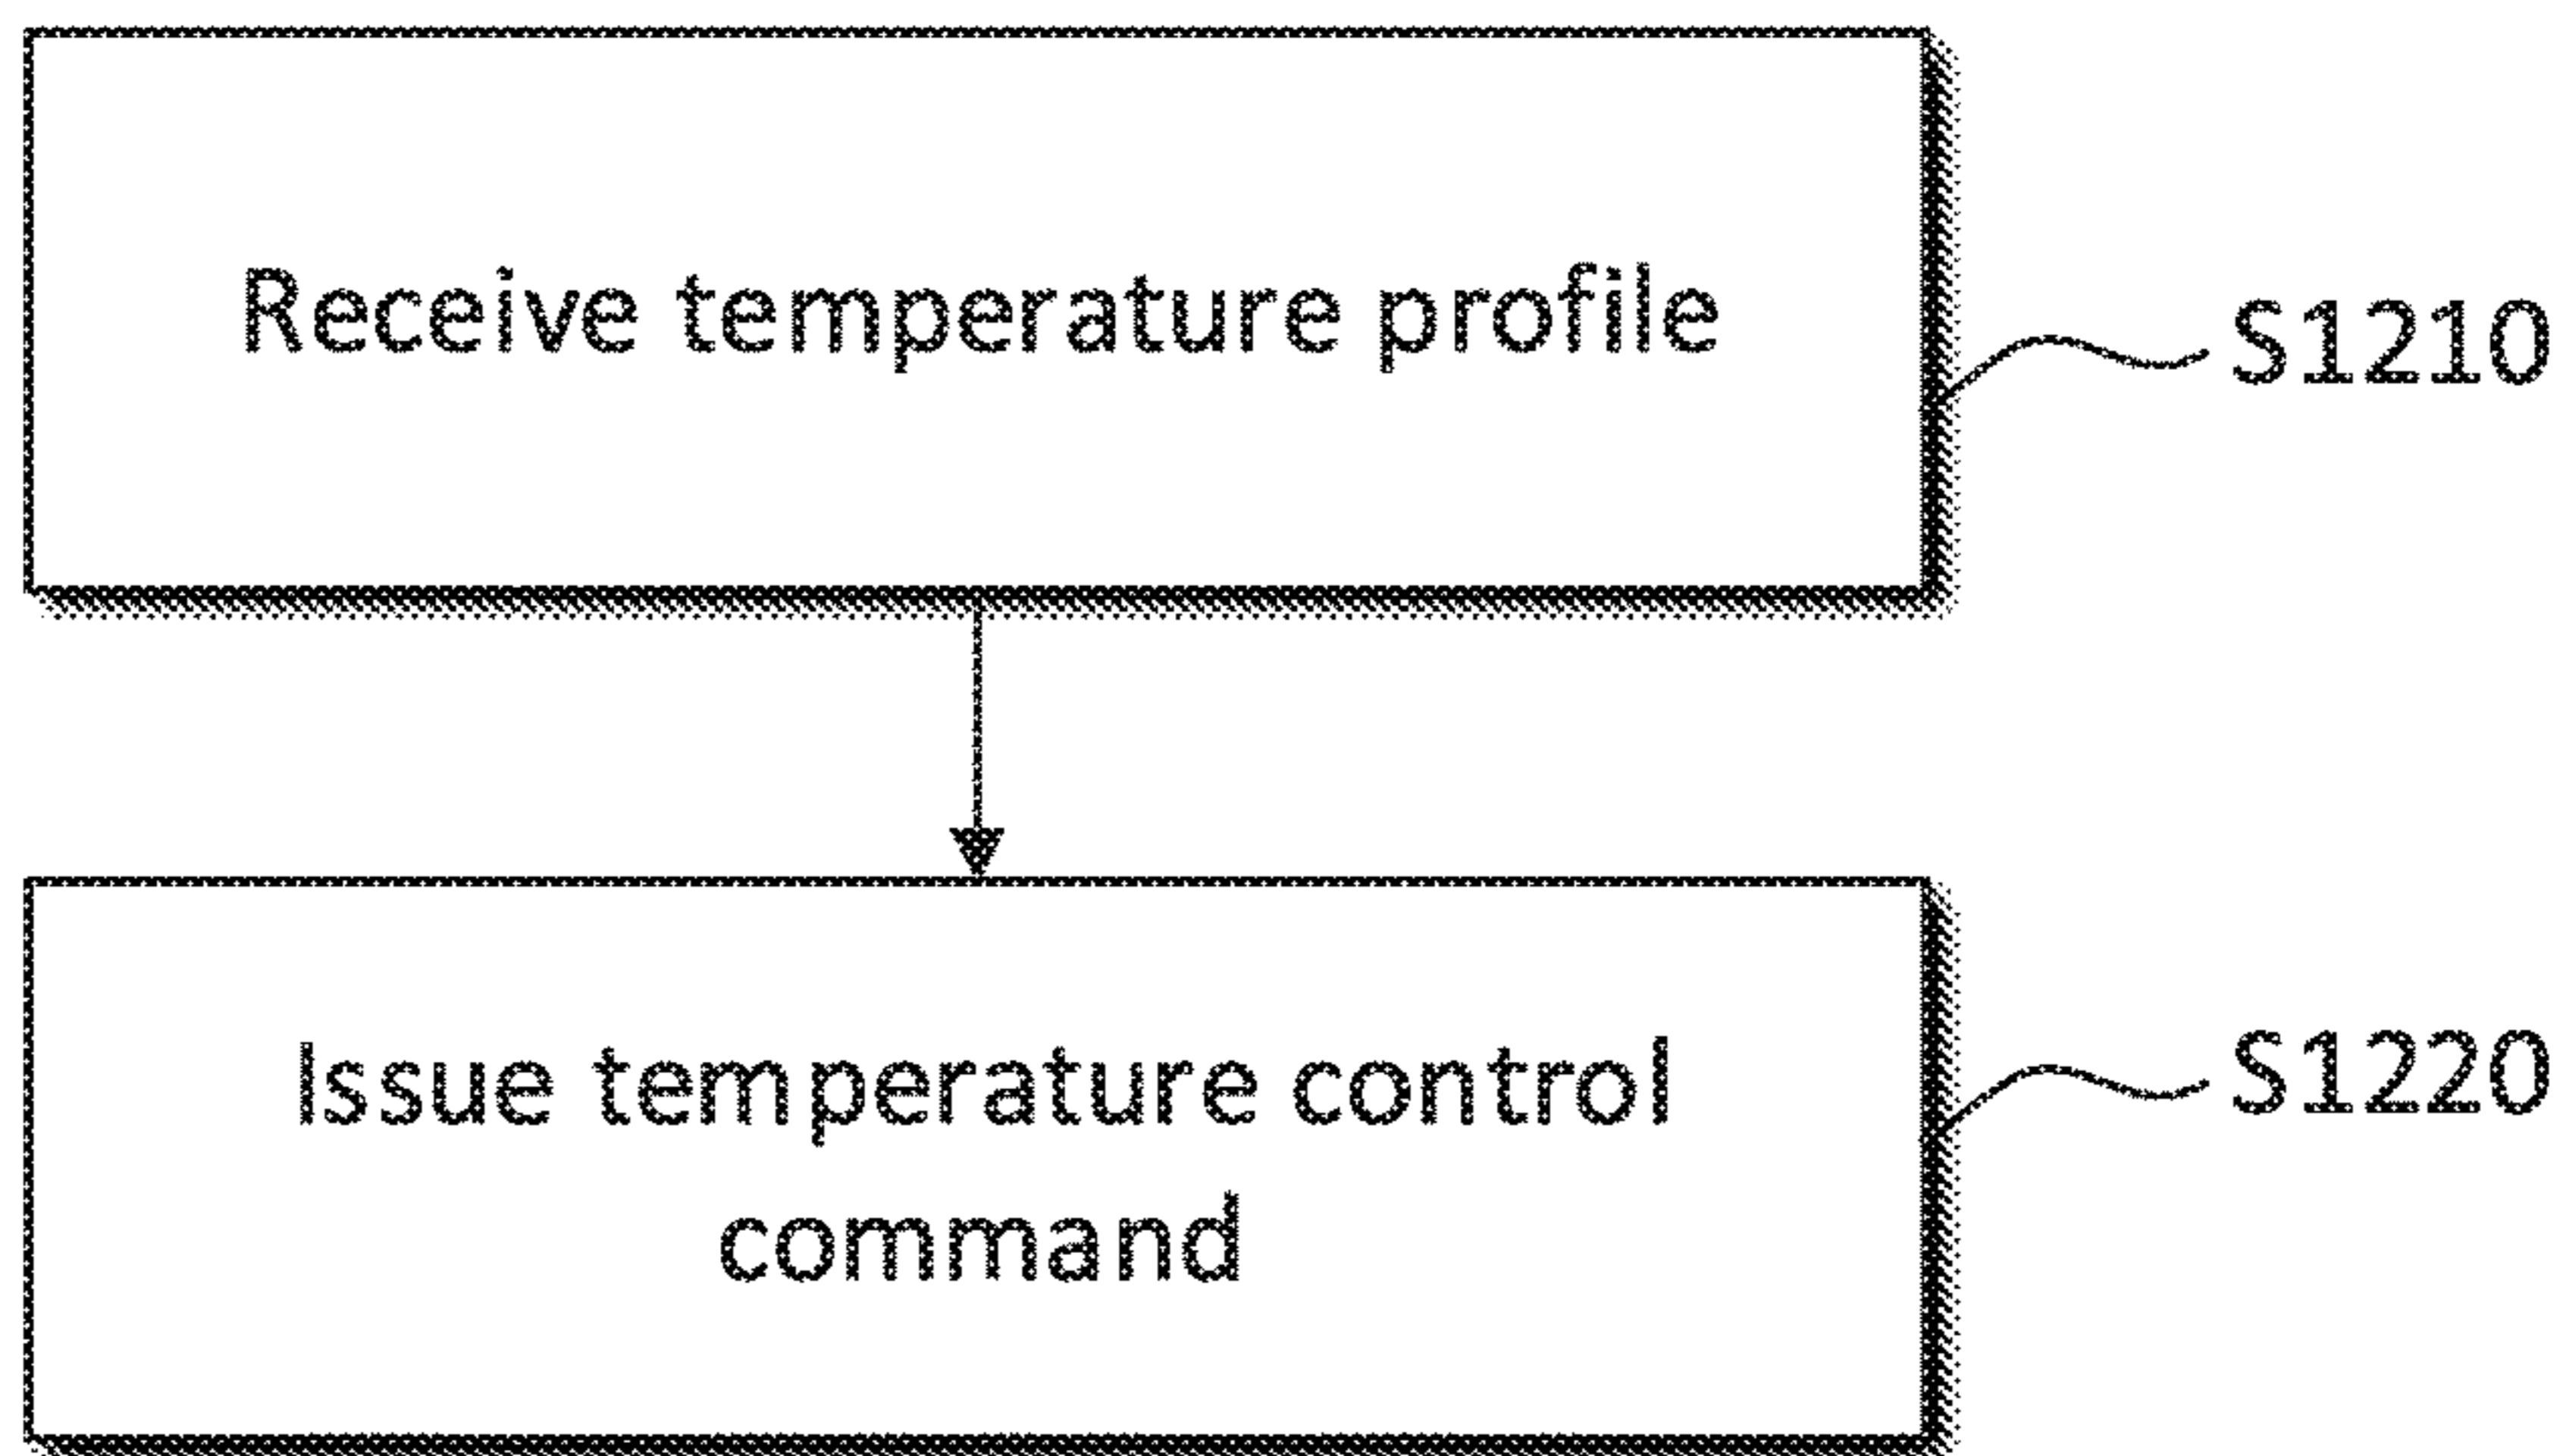 Receive temperature profile
S1210
Issue temperature control
command
S1220